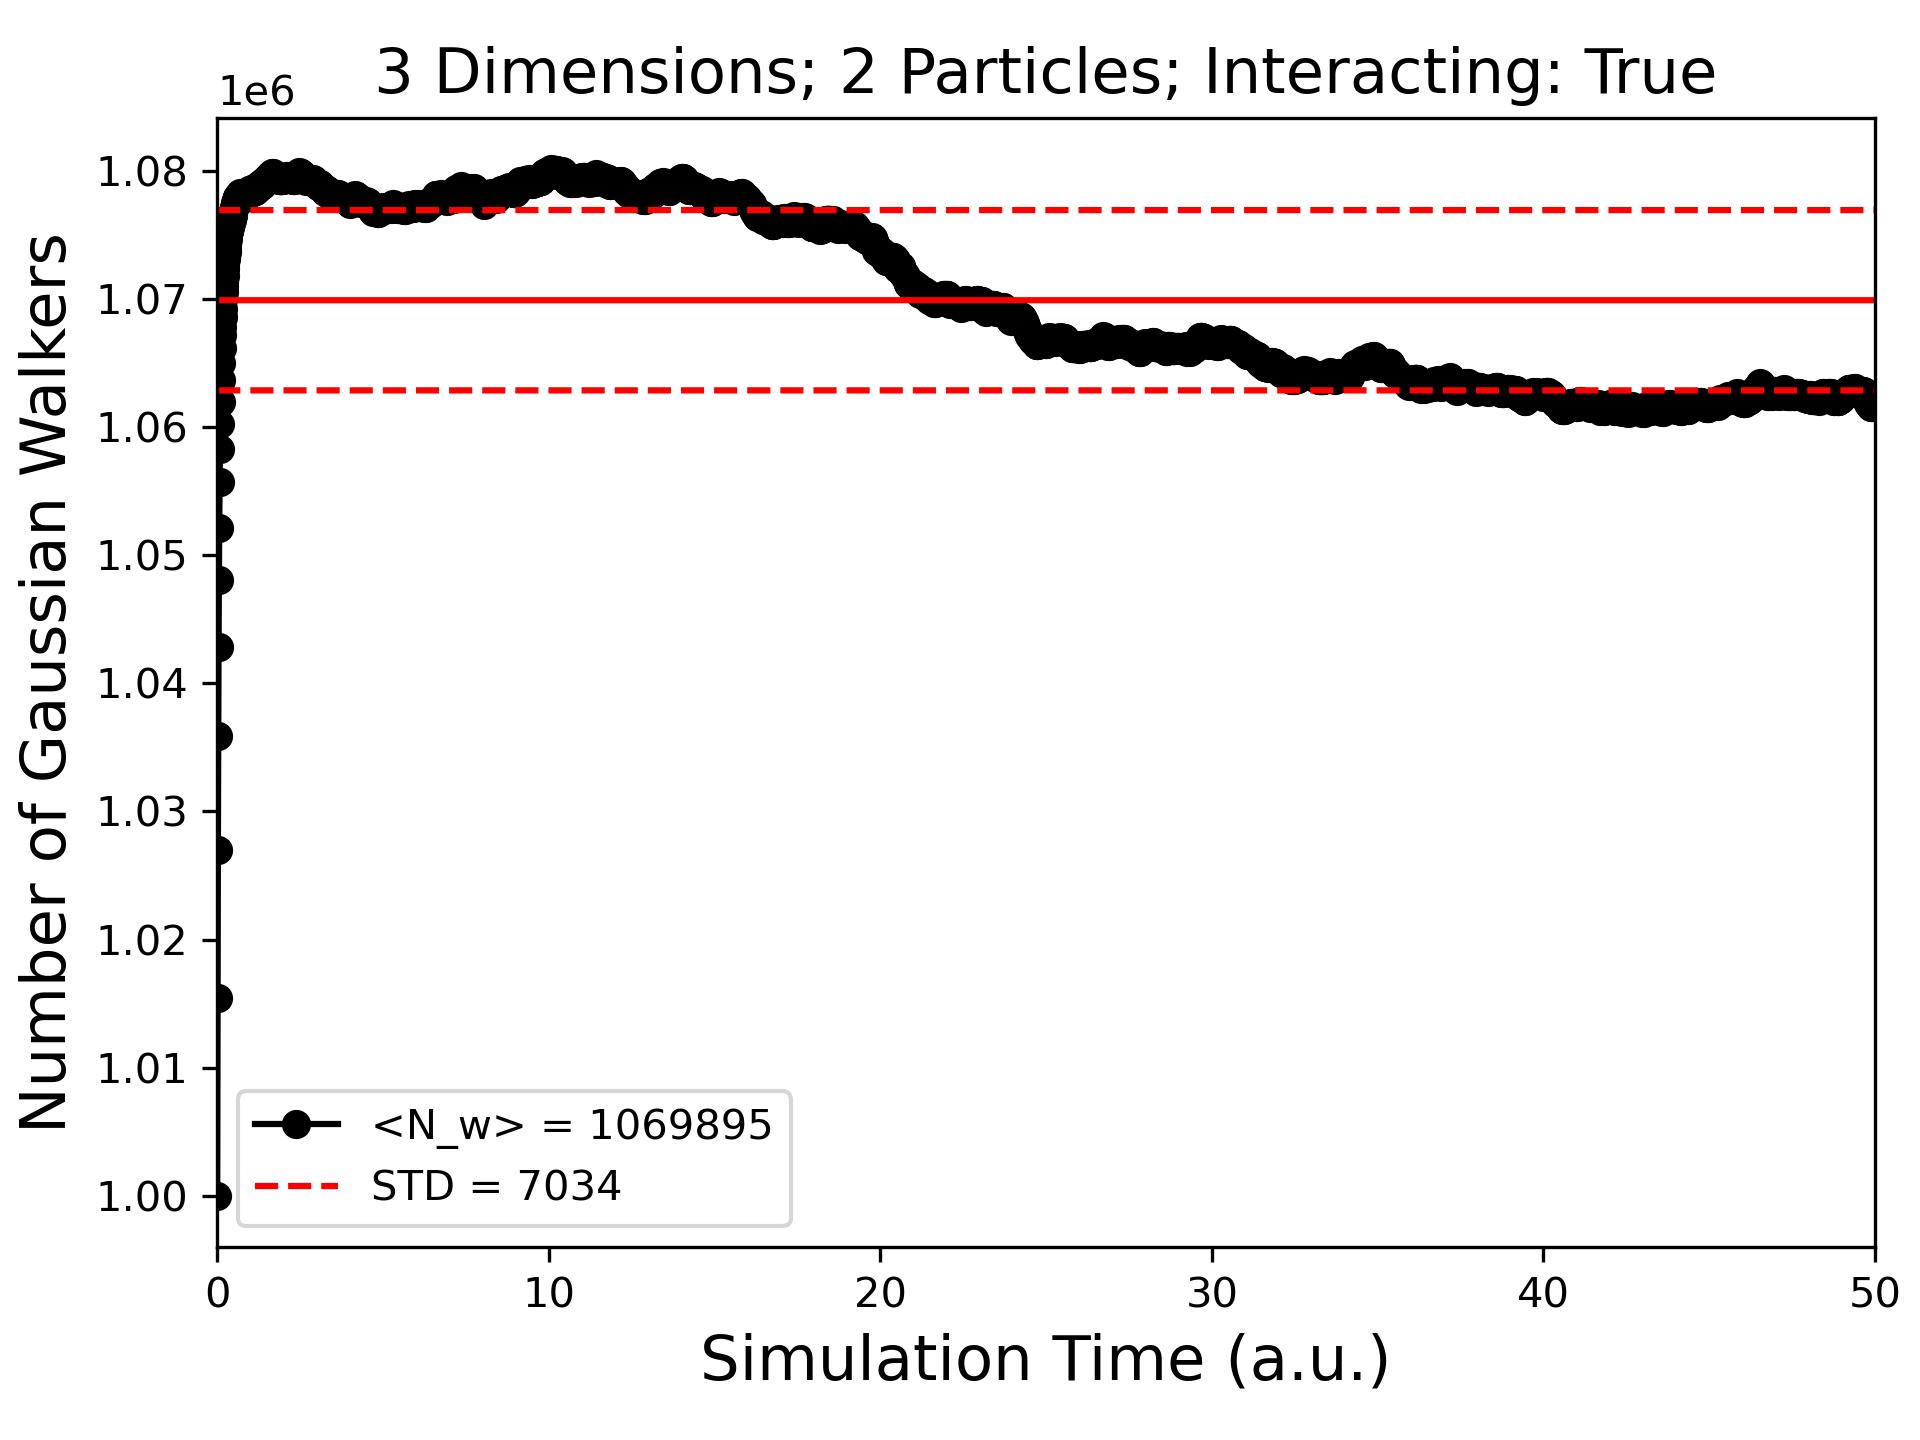 3 Dimensions; 2 Particles; Interacting: True
1e6
1.08
1.07
1.06
1.05
1.04
1.03
1.02
1.01
1.00
Number of Gaussian Walkers
<N_w> = 1069895
STD = 7034
0 10 20 30 40 50
Simulation Time (a.u.)